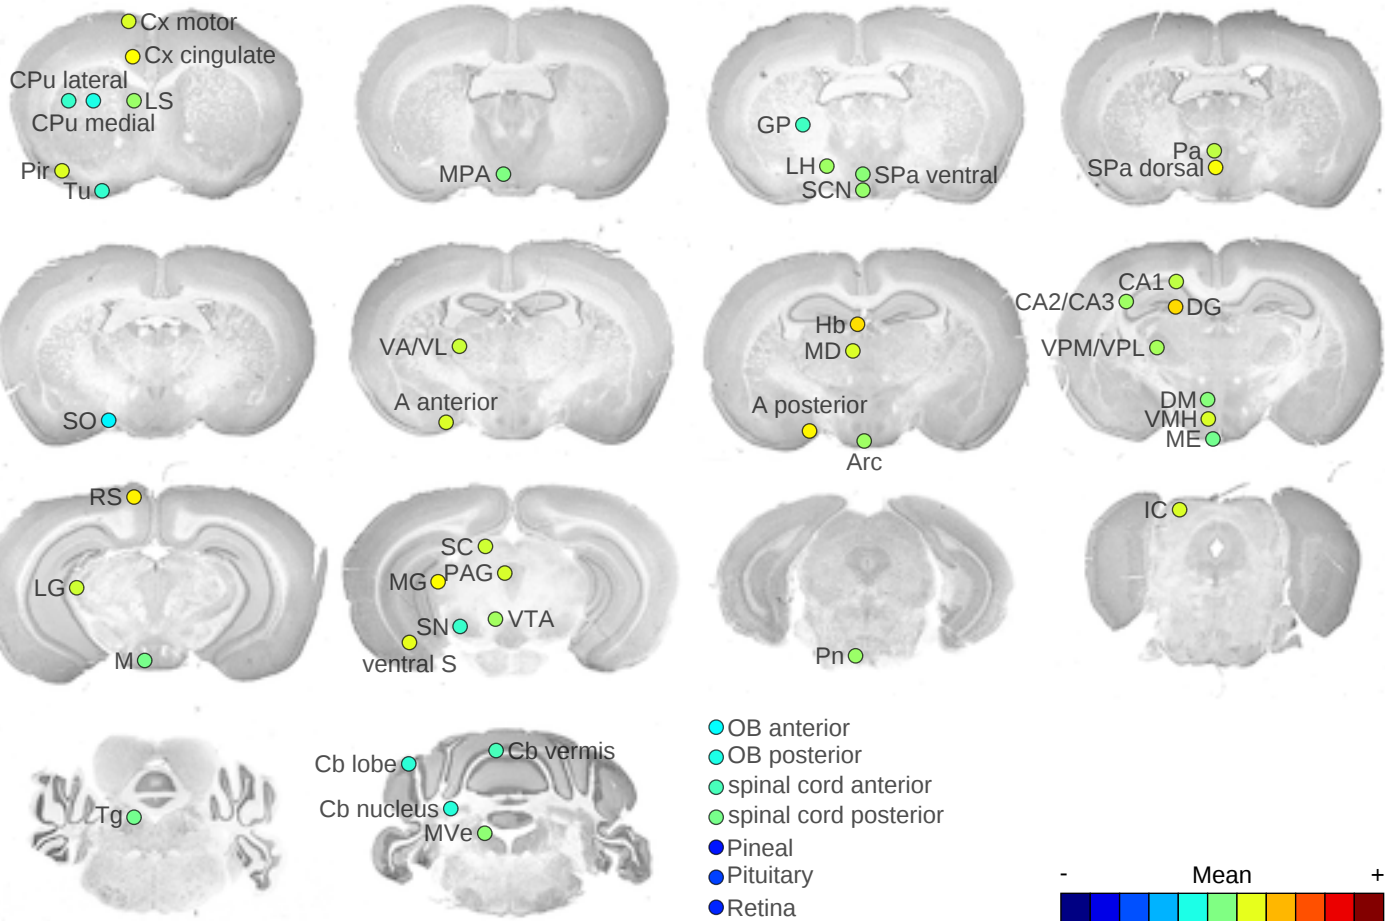 Cx motor
Cx cingulate
CPu lateral
LS
CPu medial
Pir
Tu
MPA
GP
LH
SPa ventral
SCN
Pa
SPa dorsal
SO
VA/VL
A anterior
Hb
MD
A posterior
Arc
CA1
CA2/CA3
DG
VPM/VPL
DM
VMH
ME
RS
LG
M
SC
MG
PAG
SN
VTA
ventral S
Pn
IC
Tg
Cb lobe
Cb vermis
Cb nucleus
MVe
OB anterior
OB posterior
spinal cord anterior
spinal cord posterior
Pineal
Pituitary
Retina
- Mean +